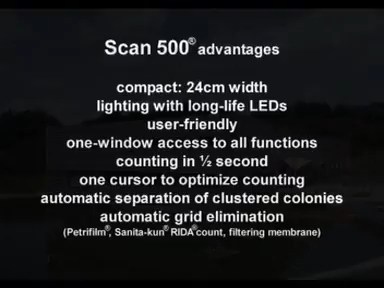 Scan 500® advantages
compact: 24cm width
lighting with long-life LEDs
user-friendly
one-window access to all functions
counting in ½ second
one cursor to optimize counting
automatic separation of clustered colonies
automatic grid elimination
(Petrifilm®, Sanita-kun® RIDA®count, filtering membrane)